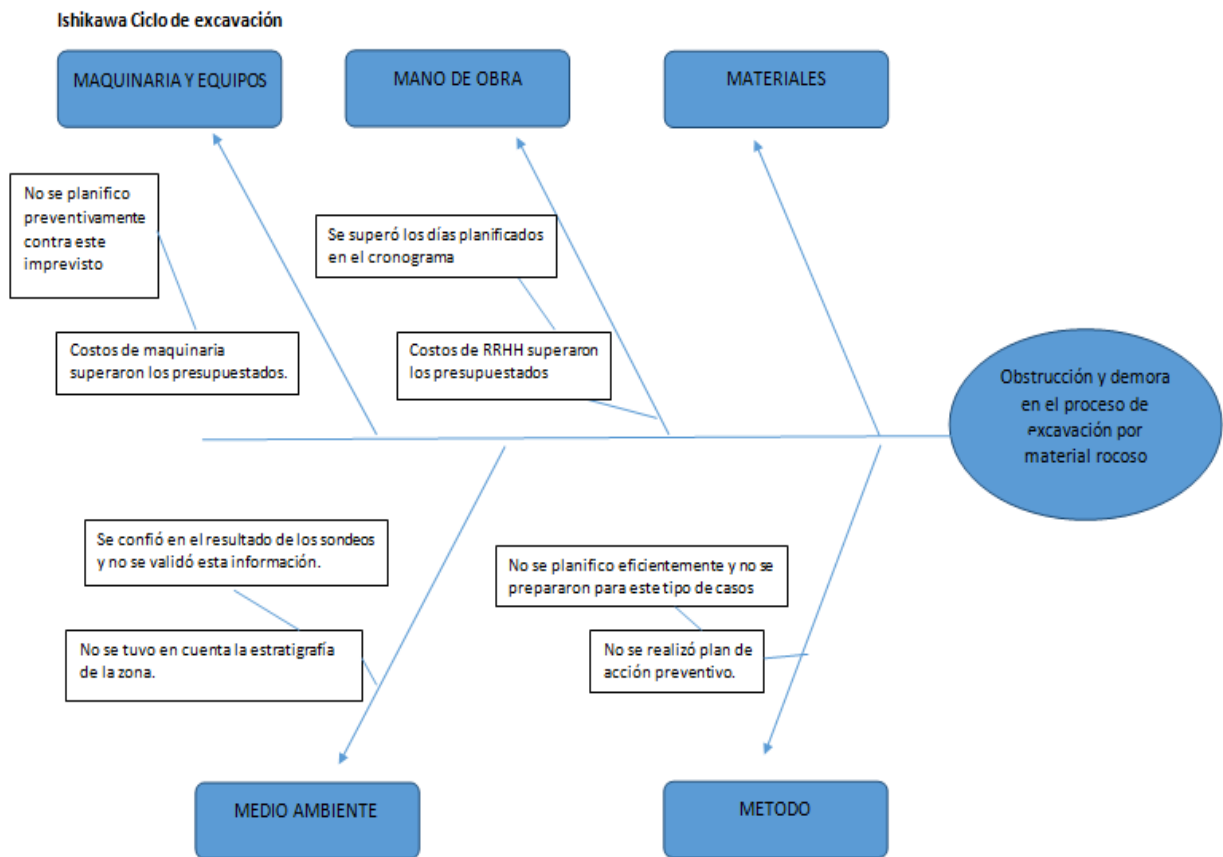 Ishikawa Ciclo de excavación
MAQUINARIA Y EQUIPOS
MANO DE OBRA
MATERIALES
No se planifico
preventivamente
contra este
imprevisto
Se superó los días planificados
en el cronograma
Costos de maquinaria
superaron los presupuestados.
Costos de RRHH superaron
los presupuestados
Obstrucción y demora
en el proceso de
excavación por
material rocoso
Se confió en el resultado de los sondeos
y no se validó esta información.
No se planifico eficientemente y no se
prepararon para este tipo de casos
No se tuvo en cuenta la estratigrafía
de la zona.
No se realizó plan de
acción preventivo.
MEDIO AMBIENTE
METODO